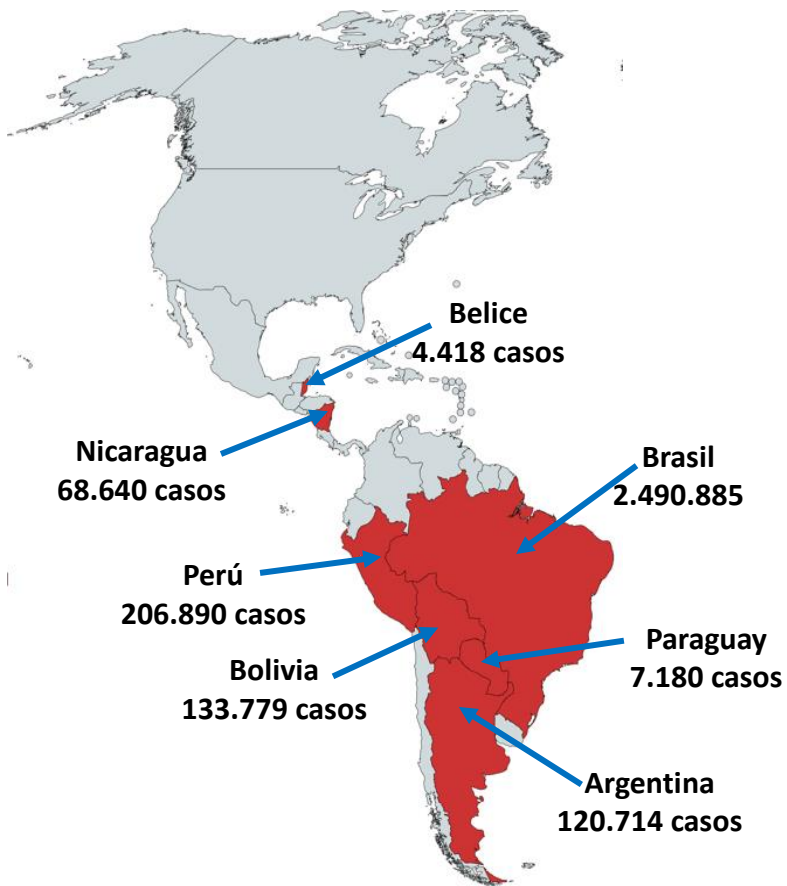 Belice
4.418 casos
Nicaragua
68.640 casos
Brasil
2.490.885
Perú
206.890 casos
Paraguay
7.180 casos
Bolivia
133.779 casos
Argentina
120.714 casos